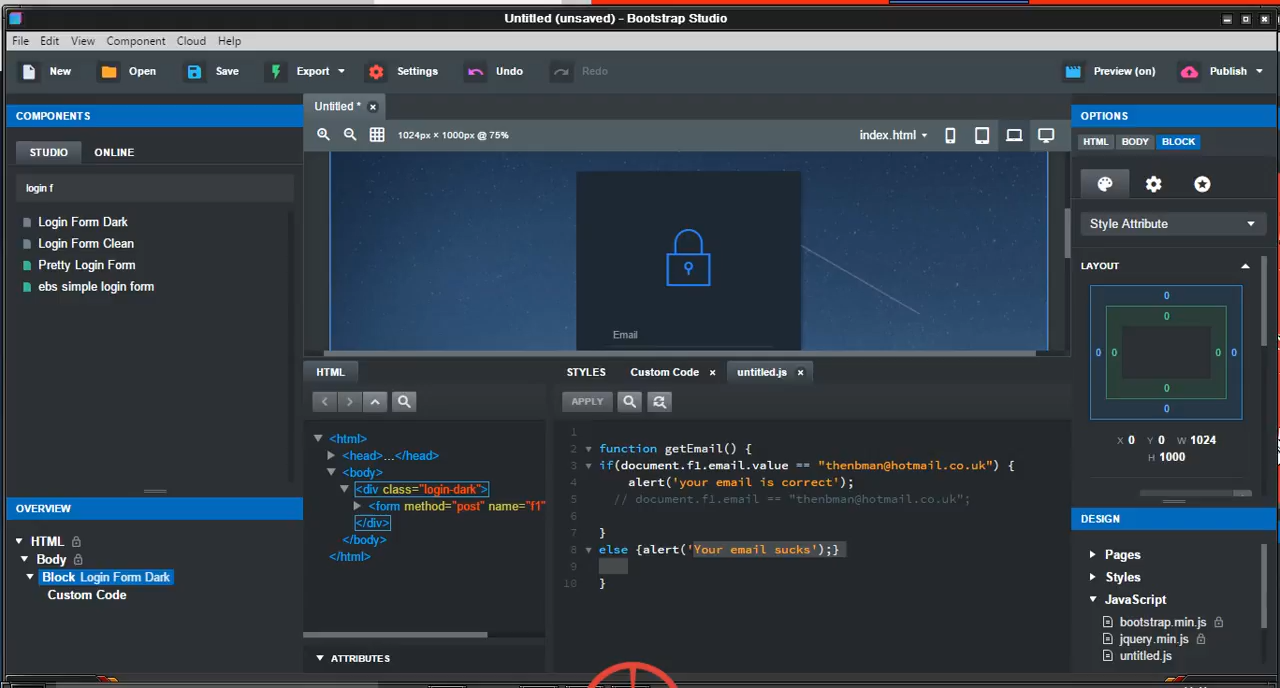 Untitled (unsaved) - Bootstrap Studio
File Edit View Component Cloud Help
New Open Save Export Settings Undo Redo Preview (on) Publish
COMPONENTS
STUDIO ONLINE
login f
Login Form Dark
Login Form Clean
Pretty Login Form
ebs simple login form
OVERVIEW
HTML
Body
Block Login Form Dark
Custom Code
Untitled *
1024px × 1000px @ 75%
index.html
Email
HTML
<html>
<head>...</head>
<body>
<div class="login-dark">
<form method="post" name="f1"
</div>
</body>
</html>
ATTRIBUTES
STYLES Custom Code untitled.js
APPLY
1
2 function getEmail() {
3 if(document.f1.email.value == "thenbman@hotmail.co.uk") {
4 alert('your email is correct');
5 // document.f1.email == "thenbman@hotmail.co.uk";
6
7 }
8 else {alert('Your email sucks');}
9
10 }
OPTIONS
HTML BODY BLOCK
Style Attribute
LAYOUT
0
0
0 0 0 0
0
0
X 0 Y 0 W 1024
H 1000
DESIGN
Pages
Styles
JavaScript
bootstrap.min.js
jquery.min.js
untitled.js